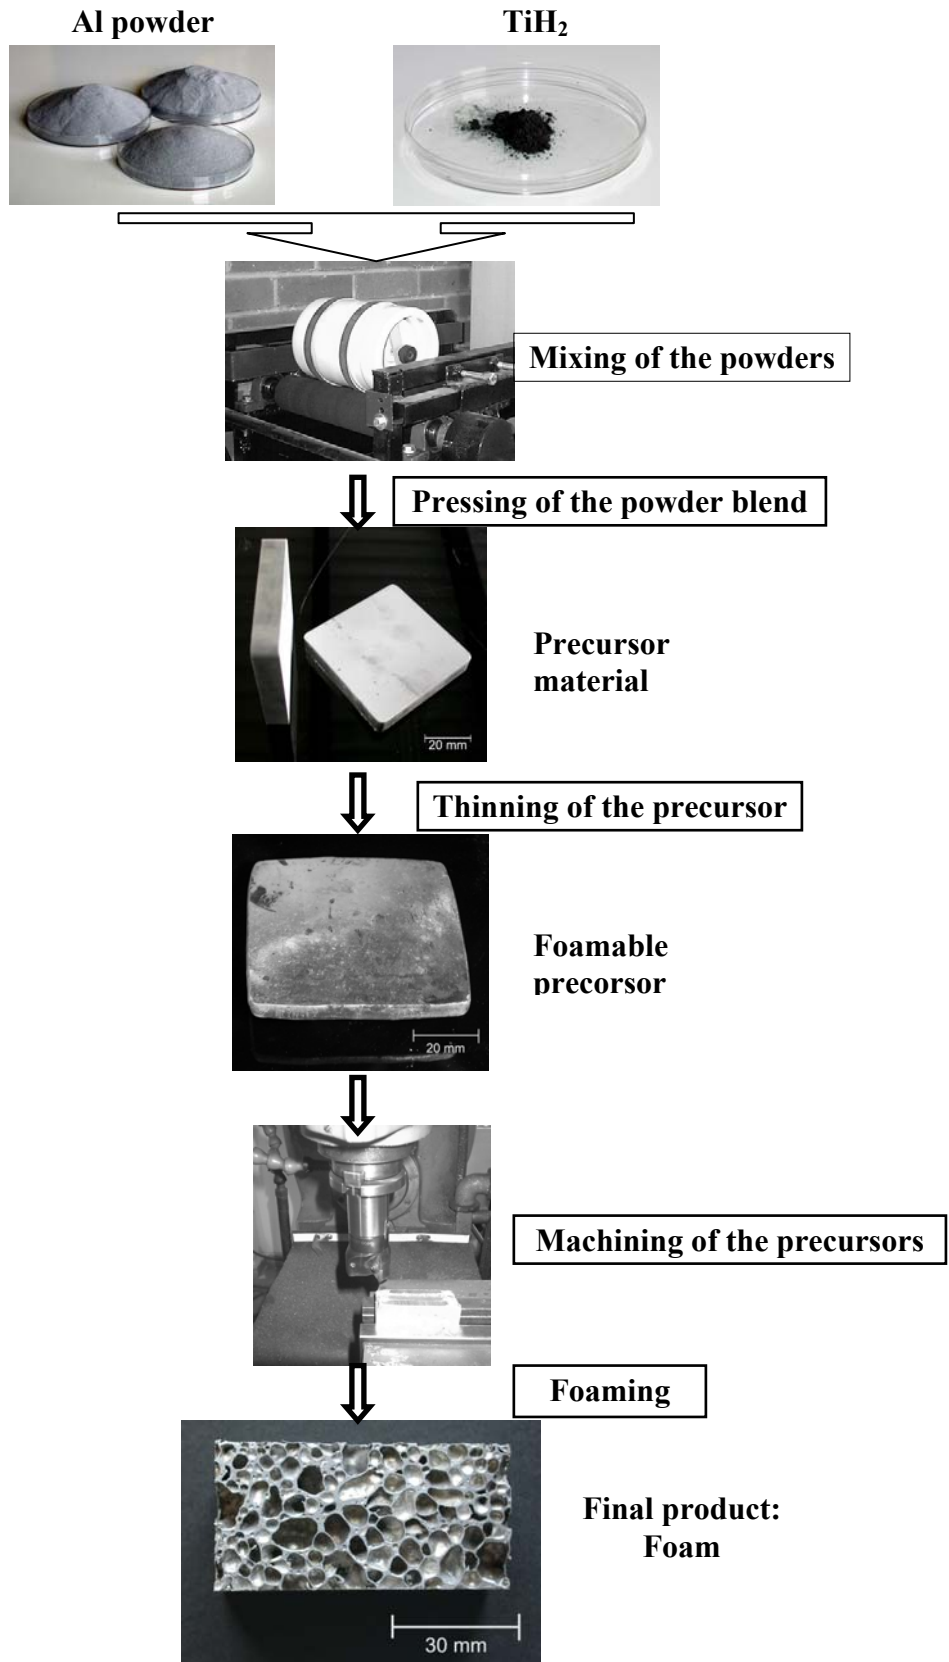 Al powder
TiH₂
Mixing of the powders
Pressing of the powder blend
Precursor
material
20 mm
Thinning of the precursor
Foamable
precorsor
20 mm
Machining of the precursors
Foaming
Final product:
Foam
30 mm